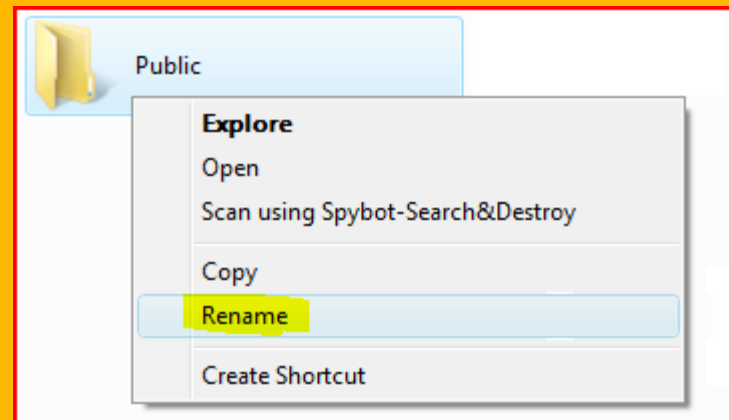 Public
Explore
Open
Scan using Spybot-Search&Destroy
Copy
Rename
Create Shortcut